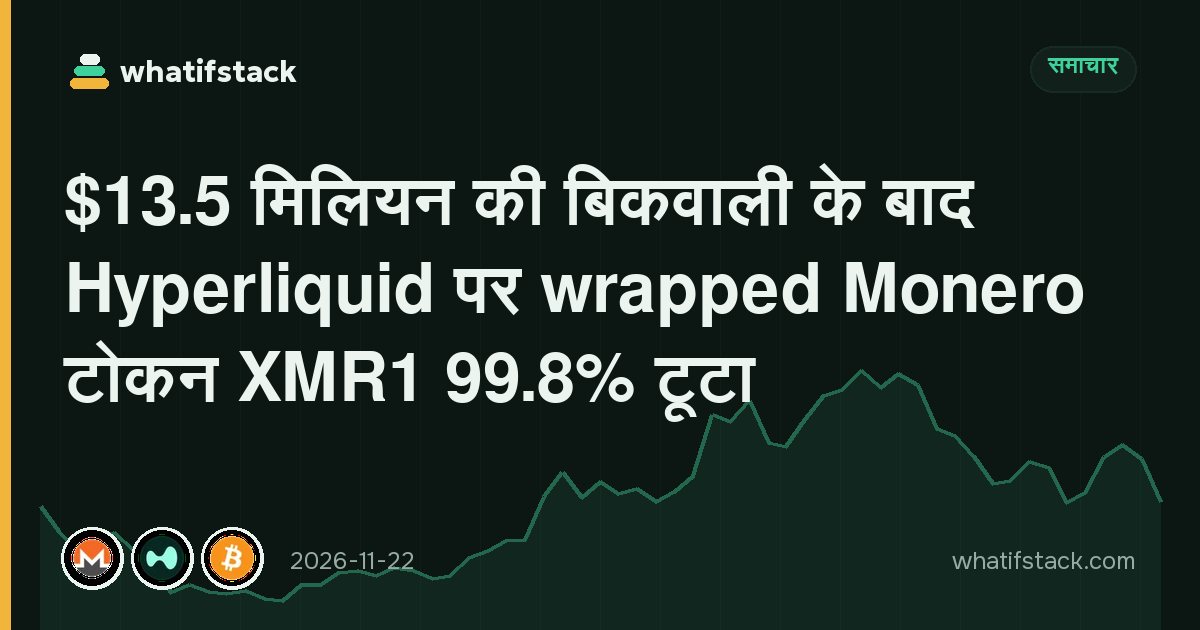 whatifstack
समाचार
$13.5 मिलियन की बिकवाली के बाद
Hyperliquid पर wrapped Monero
टोकन XMR1 99.8% टूटा
2026-11-22
whatifstack.com